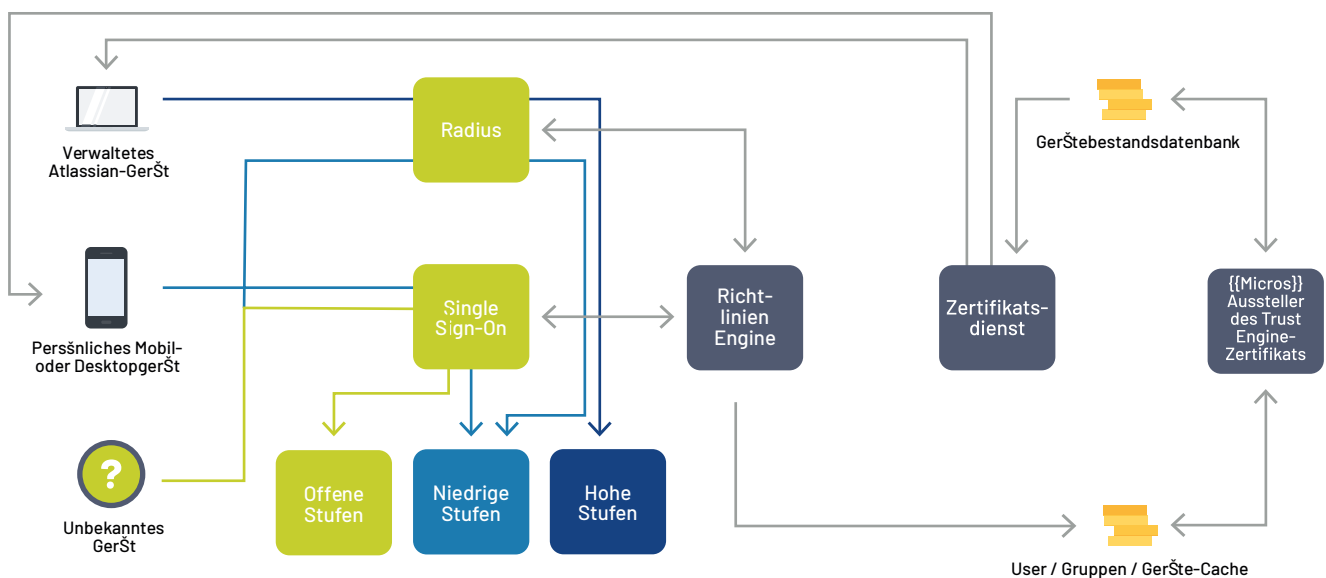 Verwaltetes
Atlassian-GerŠt
Radius
GerŠtebestandsdatenbank
Persšnliches Mobil-
oder DesktopgerŠt
Single
Sign-On
Richt-
linien
Engine
Zertifikats-
dienst
{{Micros}}
Aussteller
des Trust
Engine-
Zertifikats
?
Unbekanntes
GerŠt
Offene
Stufen
Niedrige
Stufen
Hohe
Stufen
User / Gruppen / GerŠte-Cache